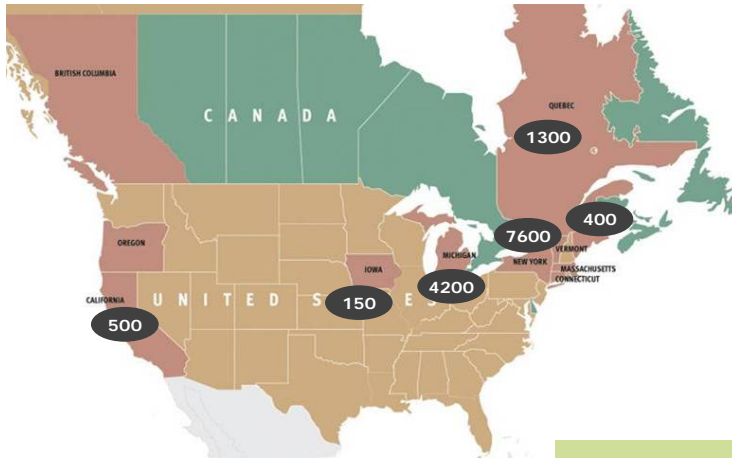 BRITISH COLUMBIA
CANADA
QUEBEC
1300
400
7600
OREGON
IOWA
MICHIGAN
NEW YORK
VERMONT
MASSACHUSETTS
CONNECTICUT
4200
150
CALIFORNIA
UNITED S ES
500